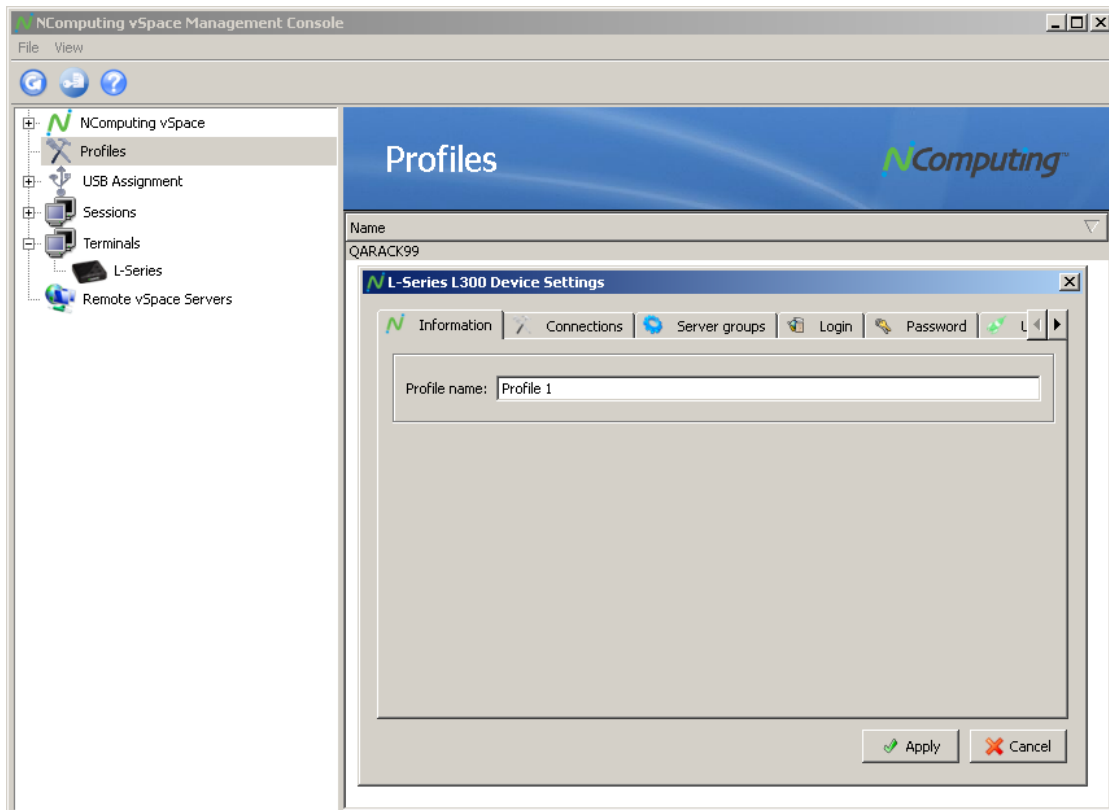 NComputing vSpace Management Console
File View
NComputing vSpace
Profiles
USB Assignment
Sessions
Terminals
L-Series
Remote vSpace Servers
Profiles
NComputing™
Name
QARACK99
L-Series L300 Device Settings
Information Connections Server groups Login Password
Profile name: Profile 1
Apply Cancel